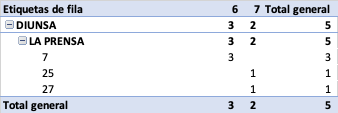 Etiquetas de fila 6 7 Total general
DIUNSA 3 2 5
LA PRENSA 3 2 5
7 3 3
25 1 1
27 1 1
Total general 3 2 5